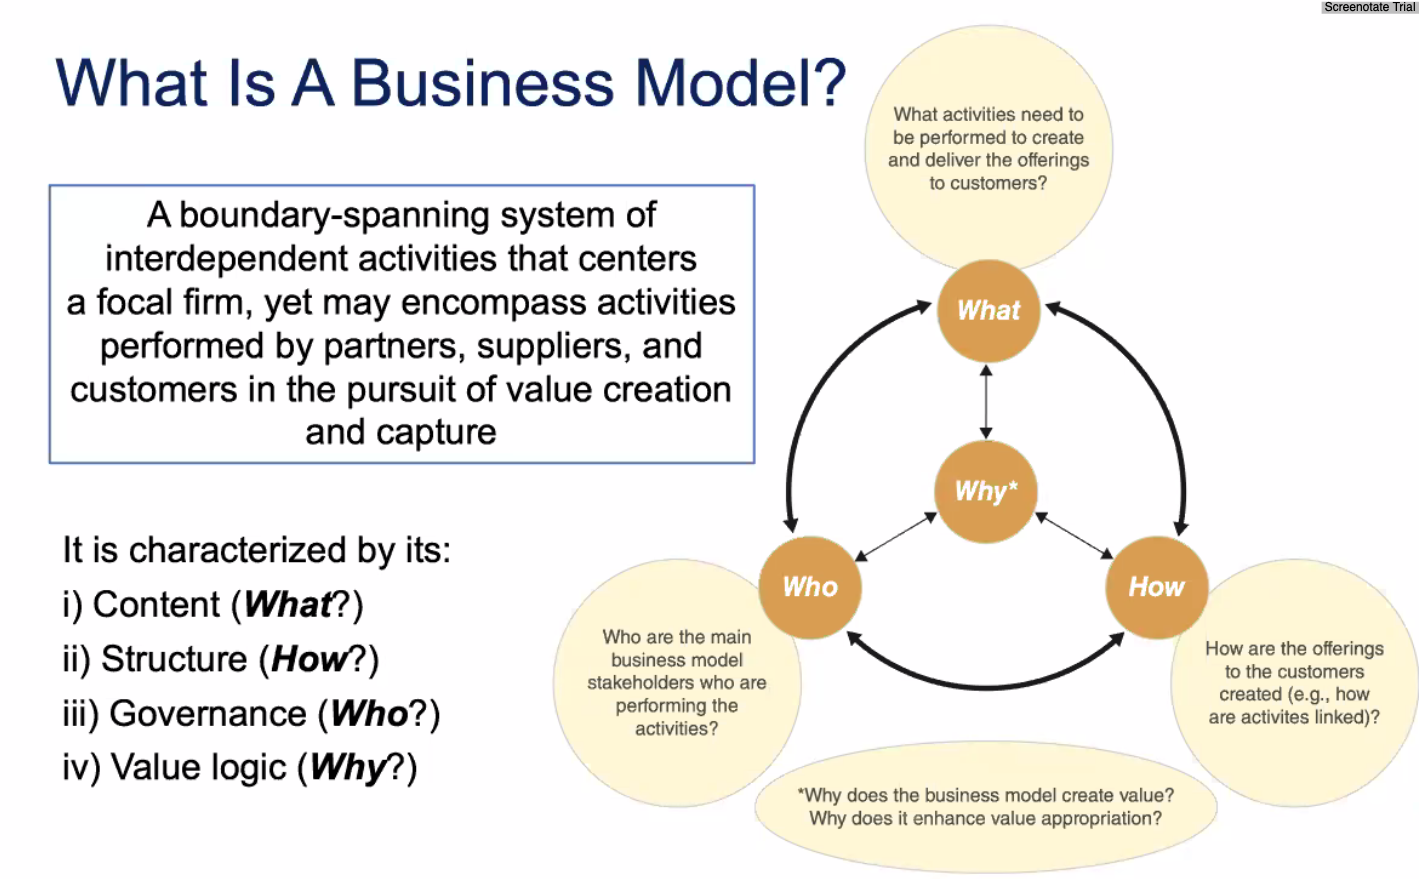 Screenotate Trial
What Is A Business Model?
A boundary-spanning system of
interdependent activities that centers
a focal firm, yet may encompass activities
performed by partners, suppliers, and
customers in the pursuit of value creation
and capture
It is characterized by its:
i) Content (What?)
ii) Structure (How?)
iii) Governance (Who?)
iv) Value logic (Why?)
What activities need to
be performed to create
and deliver the offerings
to customers?
What
Why*
Who
How
Who are the main
business model
stakeholders who are
performing the
activities?
How are the offerings
to the customers
created (e.g., how
are activites linked)?
*Why does the business model create value?
Why does it enhance value appropriation?